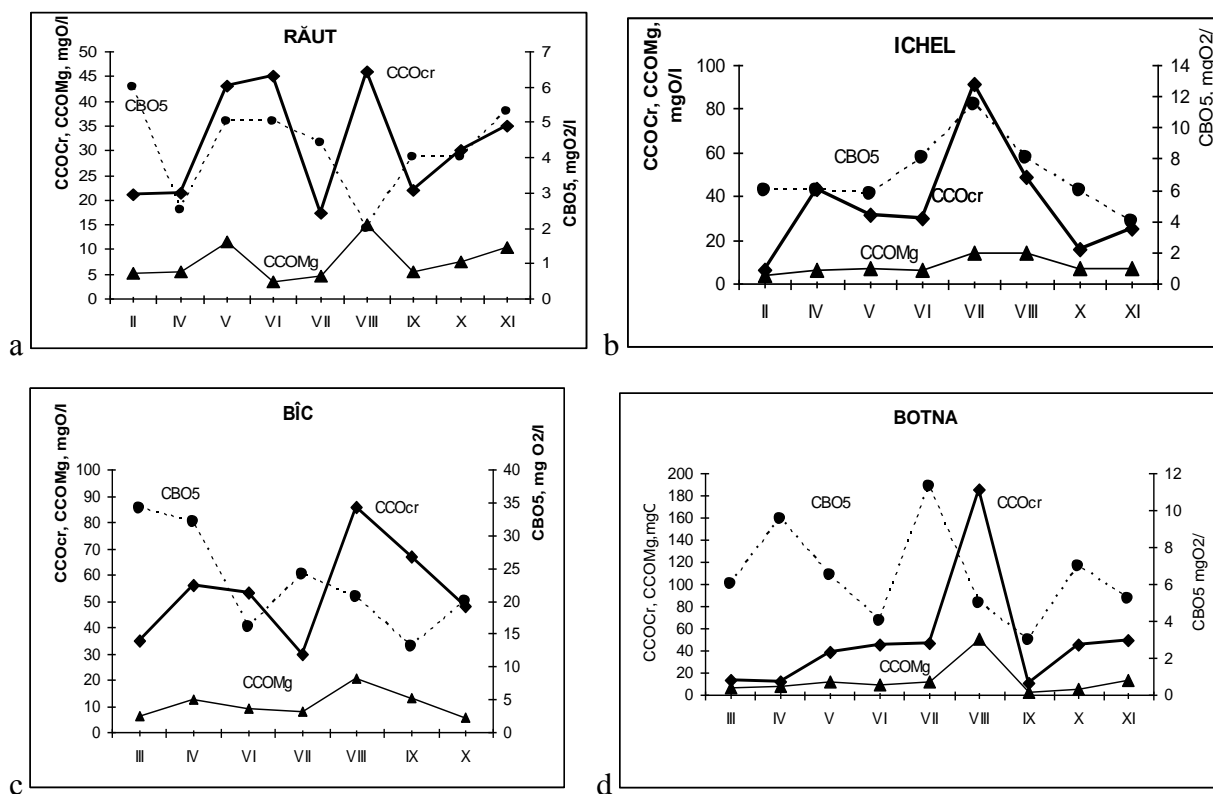 RĂUT
CCOCr, CCOMg, mgO/l
50
45
40
35
30
25
20
15
10
5
0
CBO5
CCOcr
CCOMg
7
6
5
4
3
2
1
0
CBO5, mgO2/l
II IV V VI VII VIII IX X XI
a
ICHEL
CCOCr, CCOMg,
mgO/l
100
80
60
40
20
0
CBO5
CCOcr
CCOMg
14
12
10
8
6
4
2
0
CBO5, mgO2/
II IV V VI VII VIII X XI
b
BÎC
CCOcr, CCOMg, mgO/l
100
90
80
70
60
50
40
30
20
10
0
CBO5
CCOcr
CCOMg
40
35
30
25
20
15
10
5
0
CBO5, mg O2/l
III IV VI VII VIII IX X
c
BOTNA
CCOCr, CCOMg,mgC
200
180
160
140
120
100
80
60
40
20
0
CBO5
CCOcr
CCOMg
12
10
8
6
4
2
0
CBO5 mgO2/
III IV V VI VII VIII IX X XI
d